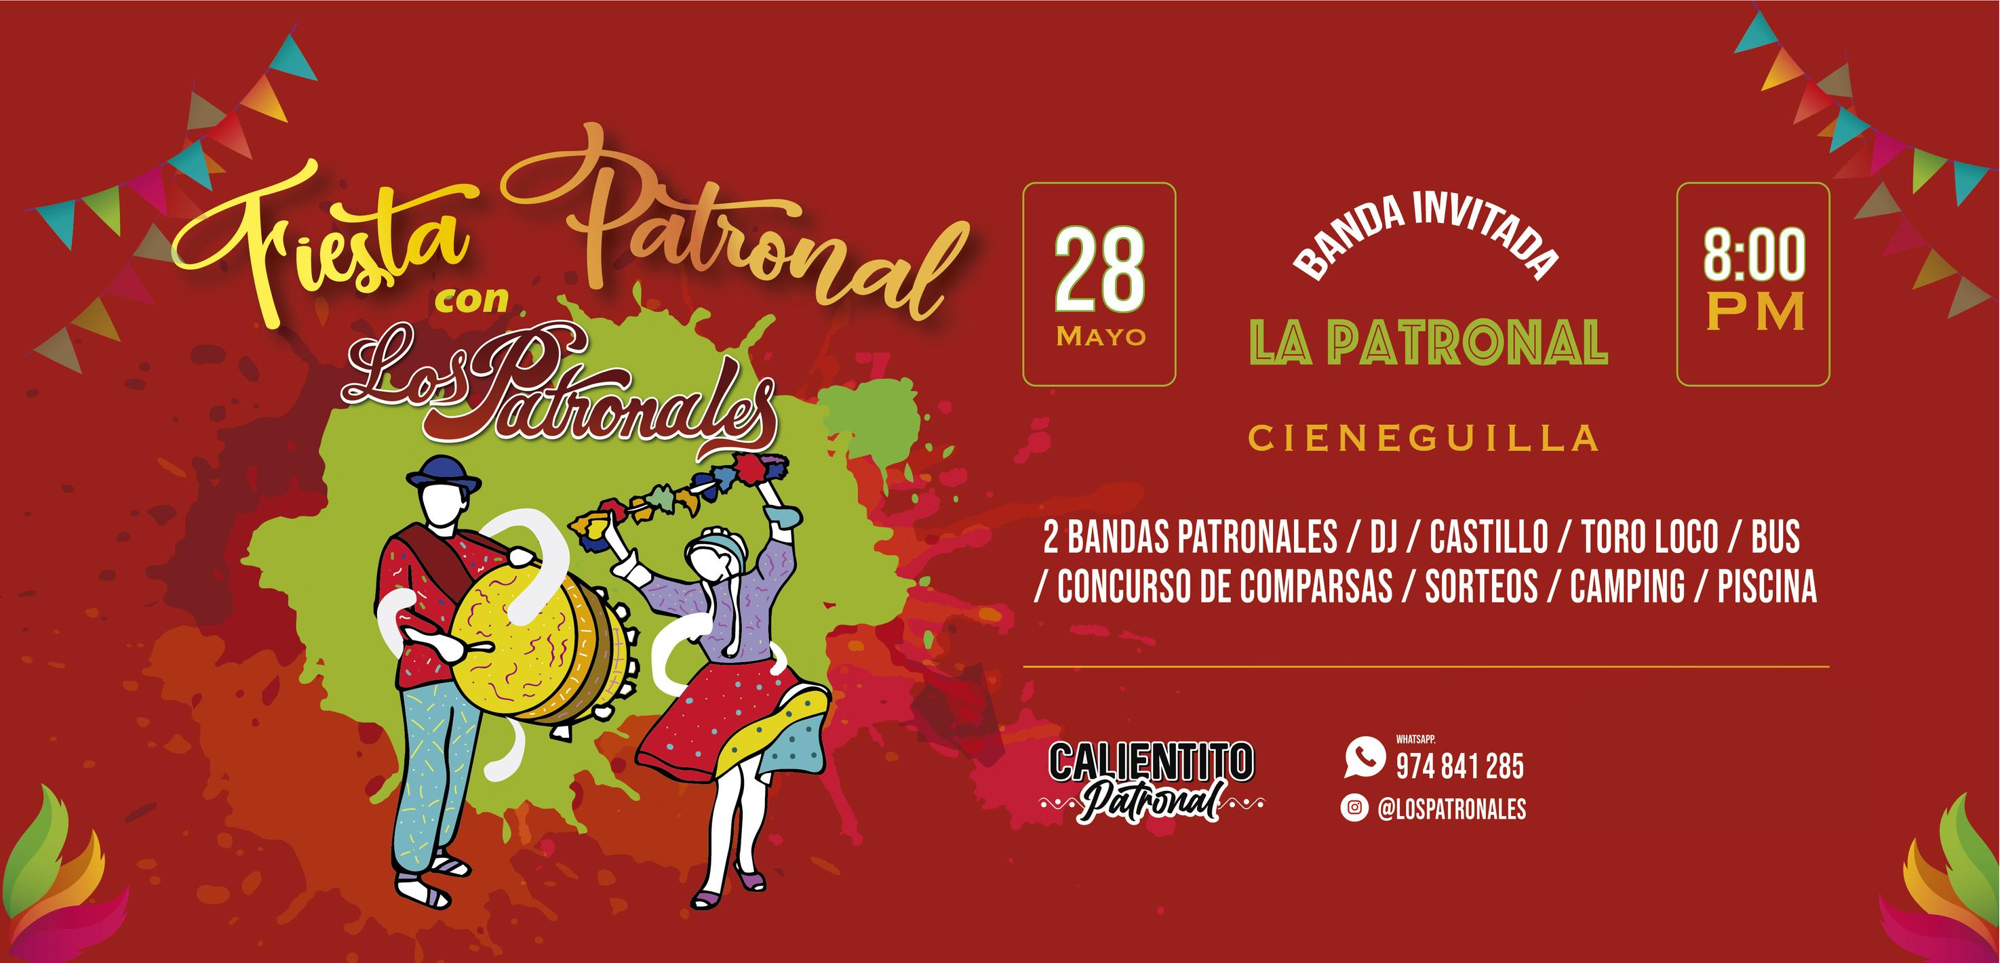 Fiesta Patronal
con
Los Patronales
28
MAYO
BANDA INVITADA
LA PATRONAL
8:00
PM
CIENEGUILLA
2 BANDAS PATRONALES / DJ / CASTILLO / TORO LOCO / BUS
/ CONCURSO DE COMPARSAS / SORTEOS / CAMPING / PISCINA
CALIENTITO
Patronal
WHATSAPP.
974 841 285
@LOSPATRONALES